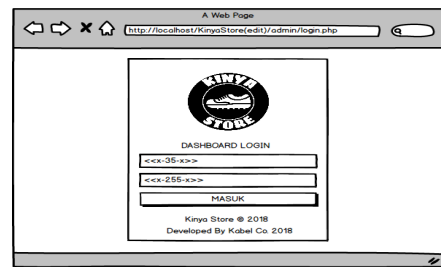 A Web Page
http://localhost/KinyaStore(edit)/admin/login.php
KINYA
STORE
DASHBOARD LOGIN
<<x-35-x>>
<<x-255-x>>
MASUK
Kinya Store @ 2018
Developed By Kabel Co. 2018